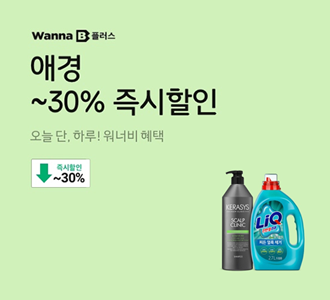 Wanna B 플러스
애경
~30% 즉시할인
오늘 단, 하루! 워너비 혜택
즉시할인
~30%
KERASYS
SCALP
CLINIC
LiQ